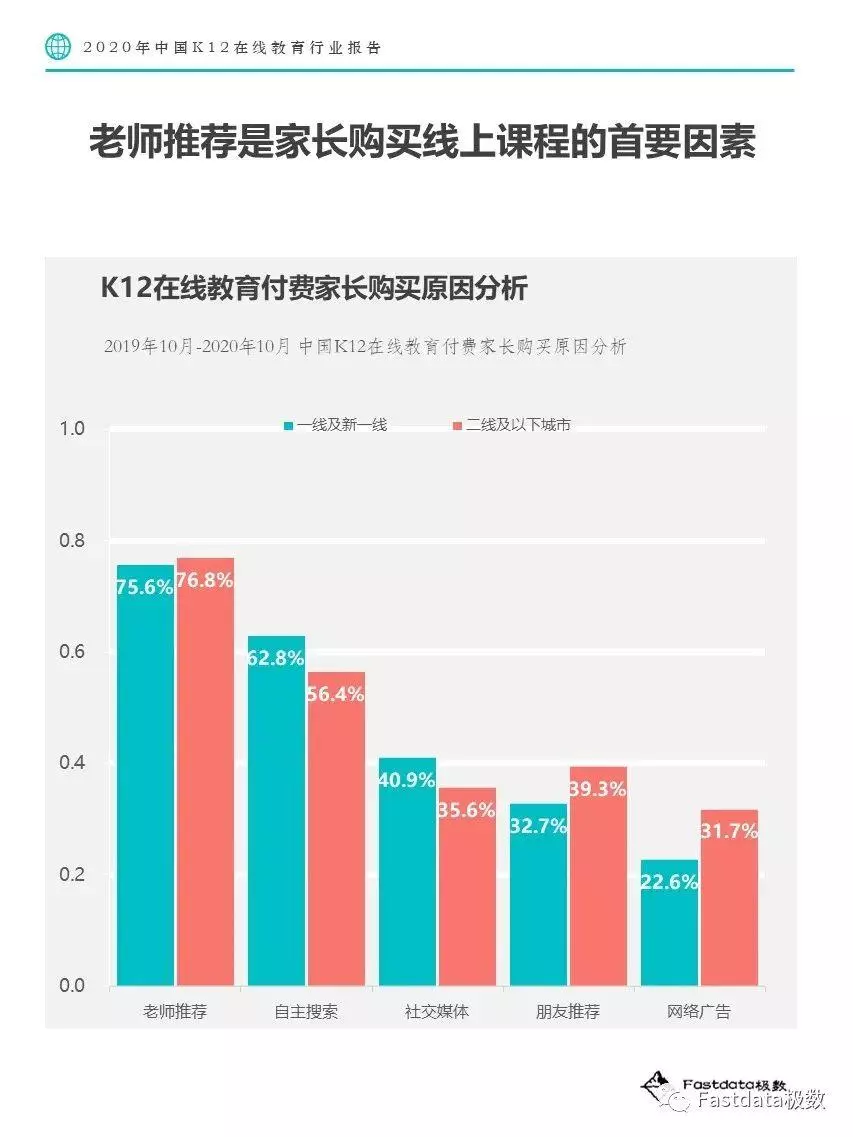 2020年中国K12在线教育行业报告
老师推荐是家长购买线上课程的首要因素
K12在线教育付费家长购买原因分析
2019年10月-2020年10月 中国K12在线教育付费家长购买原因分析
一线及新一线 二线及以下城市
1.0
0.8
0.6
0.4
0.2
0.0
75.6% 76.8%
62.8% 56.4%
40.9% 35.6%
32.7% 39.3%
22.6% 31.7%
老师推荐 自主搜索 社交媒体 朋友推荐 网络广告
Fastdata极数
Fastdata极数